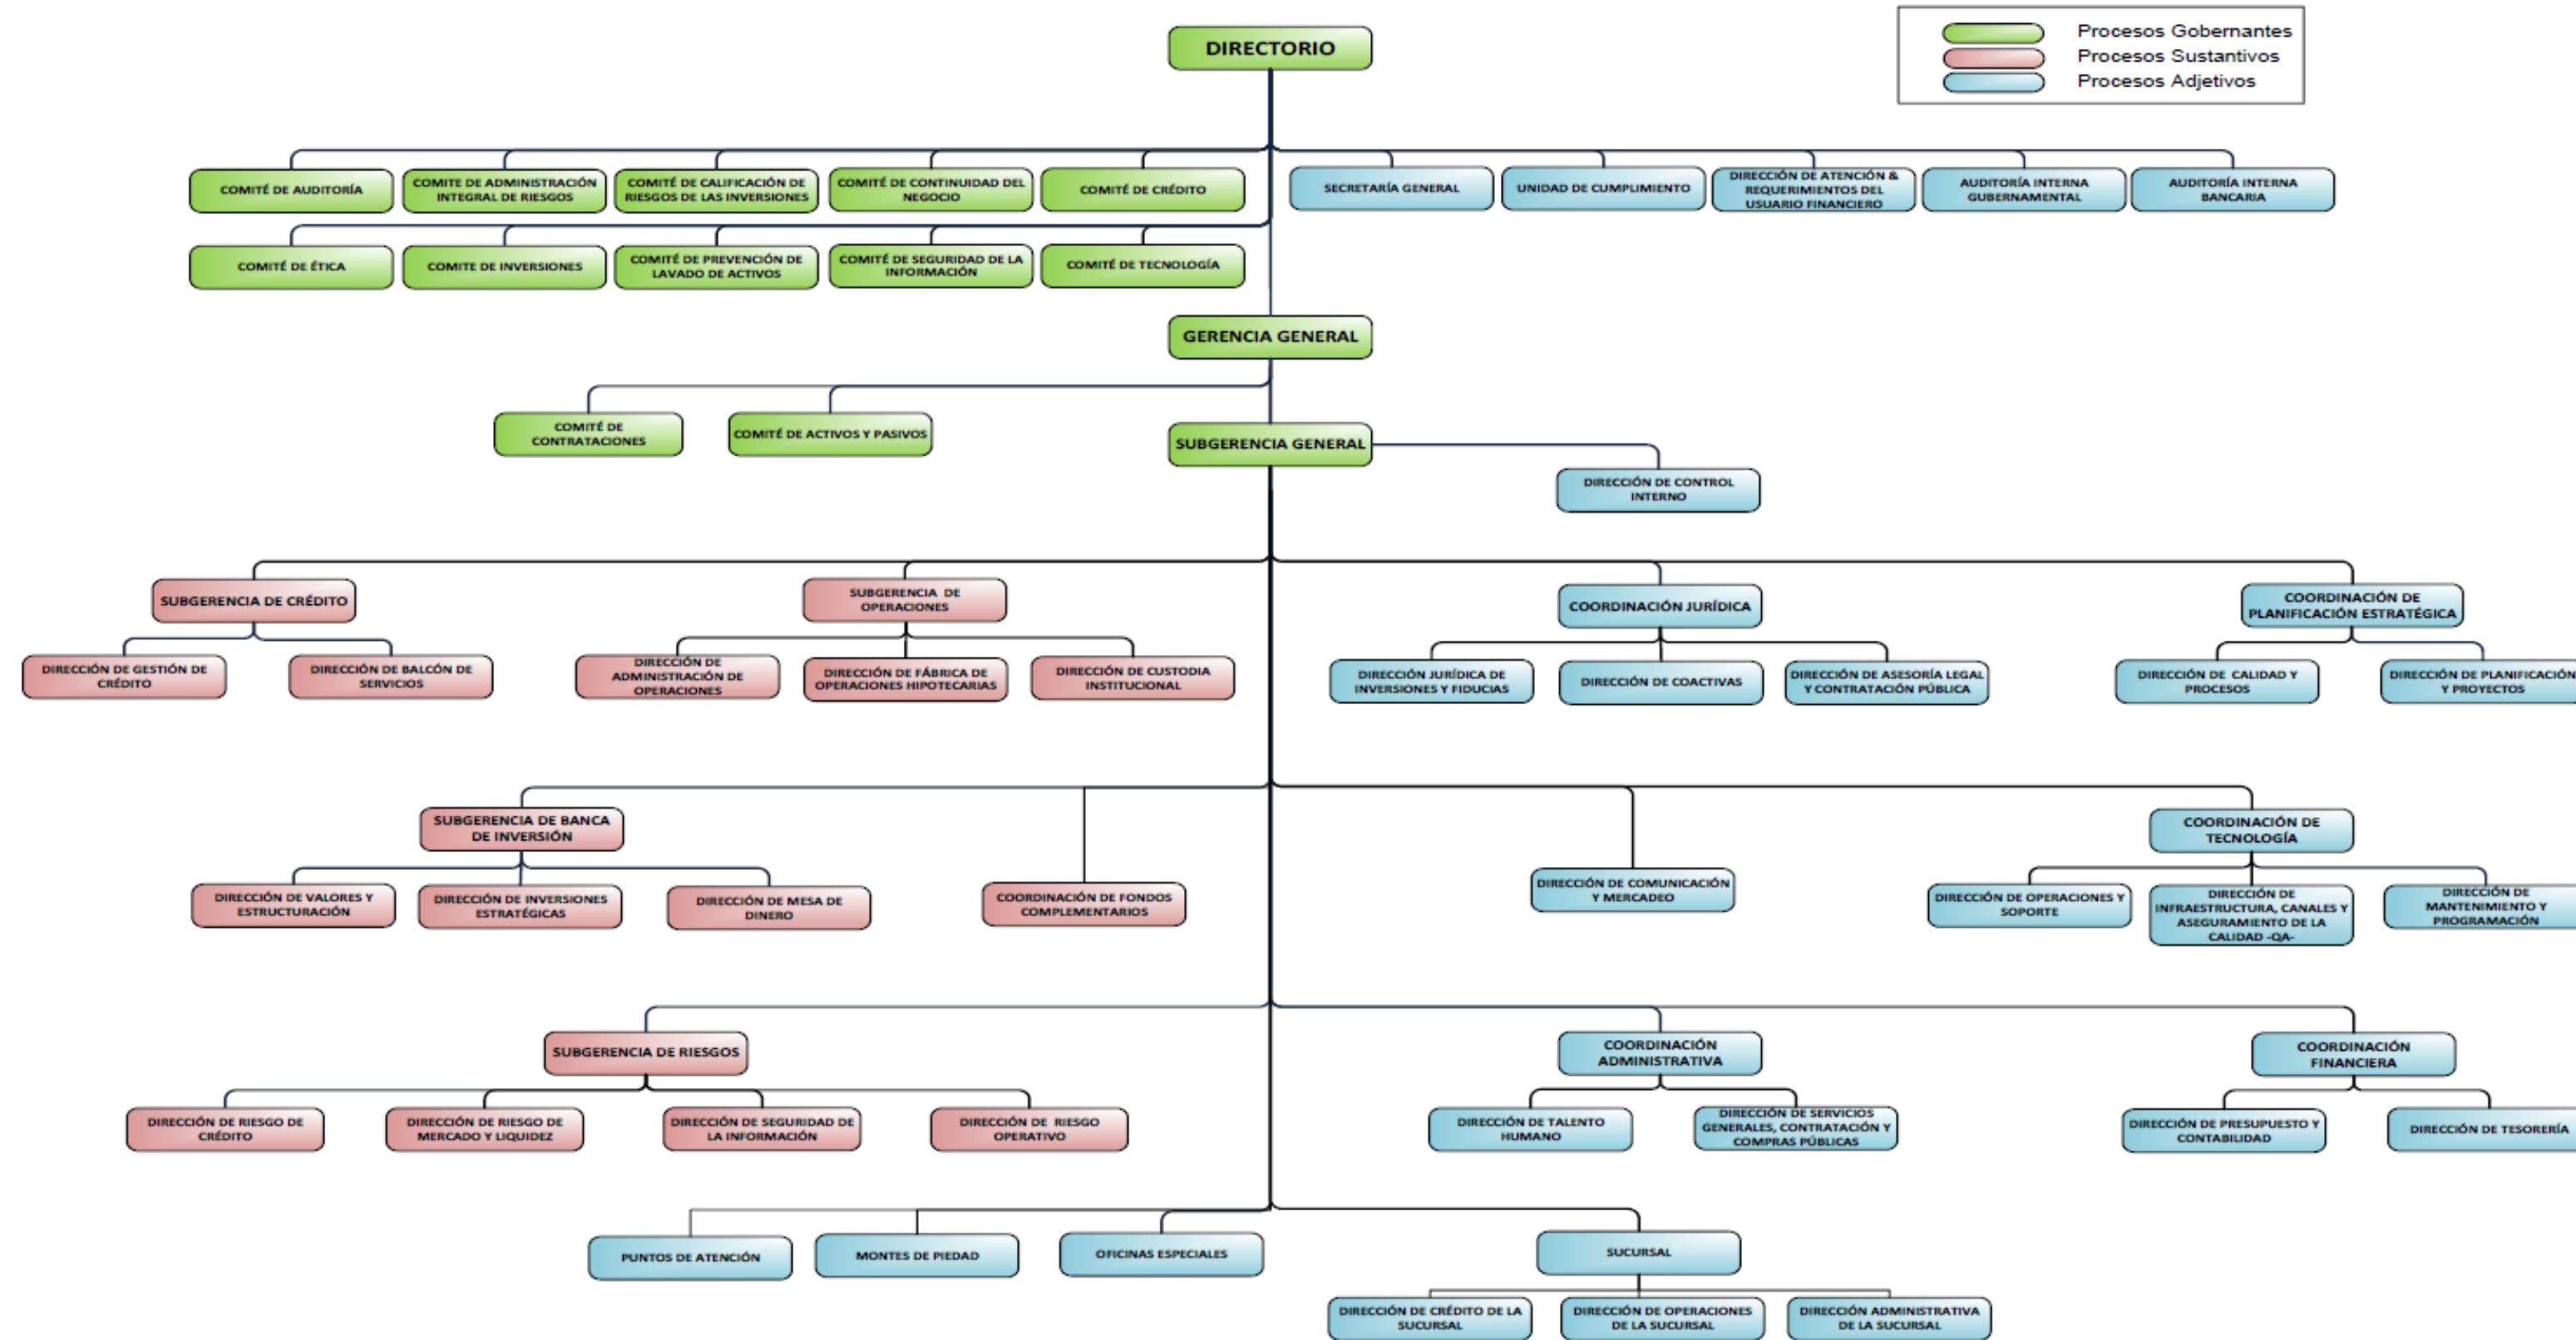 DIRECTORIO
Procesos Gobernantes
Procesos Sustantivos
Procesos Adjetivos
COMITÉ DE AUDITORÍA
COMITE DE ADMINISTRACIÓN
INTEGRAL DE RIESGOS
COMITÉ DE CALIFICACIÓN DE
RIESGOS DE LAS INVERSIONES
COMITÉ DE CONTINUIDAD DEL
NEGOCIO
COMITÉ DE CRÉDITO
SECRETARÍA GENERAL
UNIDAD DE CUMPLIMIENTO
DIRECCIÓN DE ATENCIÓN &
REQUERIMIENTOS DEL
USUARIO FINANCIERO
AUDITORÍA INTERNA
GUBERNAMENTAL
AUDITORÍA INTERNA
BANCARIA
COMITÉ DE ÉTICA
COMITE DE INVERSIONES
COMITÉ DE PREVENCIÓN DE
LAVADO DE ACTIVOS
COMITÉ DE SEGURIDAD DE LA
INFORMACIÓN
COMITÉ DE TECNOLOGÍA
GERENCIA GENERAL
COMITÉ DE
CONTRATACIONES
COMITÉ DE ACTIVOS Y PASIVOS
SUBGERENCIA GENERAL
DIRECCIÓN DE CONTROL
INTERNO
SUBGERENCIA DE CRÉDITO
SUBGERENCIA DE
OPERACIONES
COORDINACIÓN JURÍDICA
COORDINACIÓN DE
PLANIFICACIÓN ESTRATÉGICA
DIRECCIÓN DE GESTIÓN DE
CRÉDITO
DIRECCIÓN DE BALCÓN DE
SERVICIOS
DIRECCIÓN DE
ADMINISTRACIÓN DE
OPERACIONES
DIRECCIÓN DE FÁBRICA DE
OPERACIONES HIPOTECARIAS
DIRECCIÓN DE CUSTODIA
INSTITUCIONAL
DIRECCIÓN JURÍDICA DE
INVERSIONES Y FIDUCIAS
DIRECCIÓN DE COACTIVAS
DIRECCIÓN DE ASESORÍA LEGAL
Y CONTRATACIÓN PÚBLICA
DIRECCIÓN DE CALIDAD Y
PROCESOS
DIRECCIÓN DE PLANIFICACIÓN
Y PROYECTOS
SUBGERENCIA DE BANCA
DE INVERSIÓN
COORDINACIÓN DE
TECNOLOGÍA
DIRECCIÓN DE VALORES Y
ESTRUCTURACIÓN
DIRECCIÓN DE INVERSIONES
ESTRATÉGICAS
DIRECCIÓN DE MESA DE
DINERO
COORDINACIÓN DE FONDOS
COMPLEMENTARIOS
DIRECCIÓN DE COMUNICACIÓN
Y MERCADEO
DIRECCIÓN DE OPERACIONES Y
SOPORTE
DIRECCIÓN DE
INFRAESTRUCTURA, CANALES Y
ASEGURAMIENTO DE LA
CALIDAD -QA-
DIRECCIÓN DE
MANTENIMIENTO Y
PROGRAMACIÓN
SUBGERENCIA DE RIESGOS
COORDINACIÓN
ADMINISTRATIVA
COORDINACIÓN
FINANCIERA
DIRECCIÓN DE RIESGO DE
CRÉDITO
DIRECCIÓN DE RIESGO DE
MERCADO Y LIQUIDEZ
DIRECCIÓN DE SEGURIDAD DE
LA INFORMACIÓN
DIRECCIÓN DE RIESGO
OPERATIVO
DIRECCIÓN DE TALENTO
HUMANO
DIRECCIÓN DE SERVICIOS
GENERALES, CONTRATACIÓN Y
COMPRAS PÚBLICAS
DIRECCIÓN DE PRESUPUESTO Y
CONTABILIDAD
DIRECCIÓN DE TESORERÍA
PUNTOS DE ATENCIÓN
MONTES DE PIEDAD
OFICINAS ESPECIALES
SUCURSAL
DIRECCIÓN DE CRÉDITO DE LA
SUCURSAL
DIRECCIÓN DE OPERACIONES
DE LA SUCURSAL
DIRECCIÓN ADMINISTRATIVA
DE LA SUCURSAL